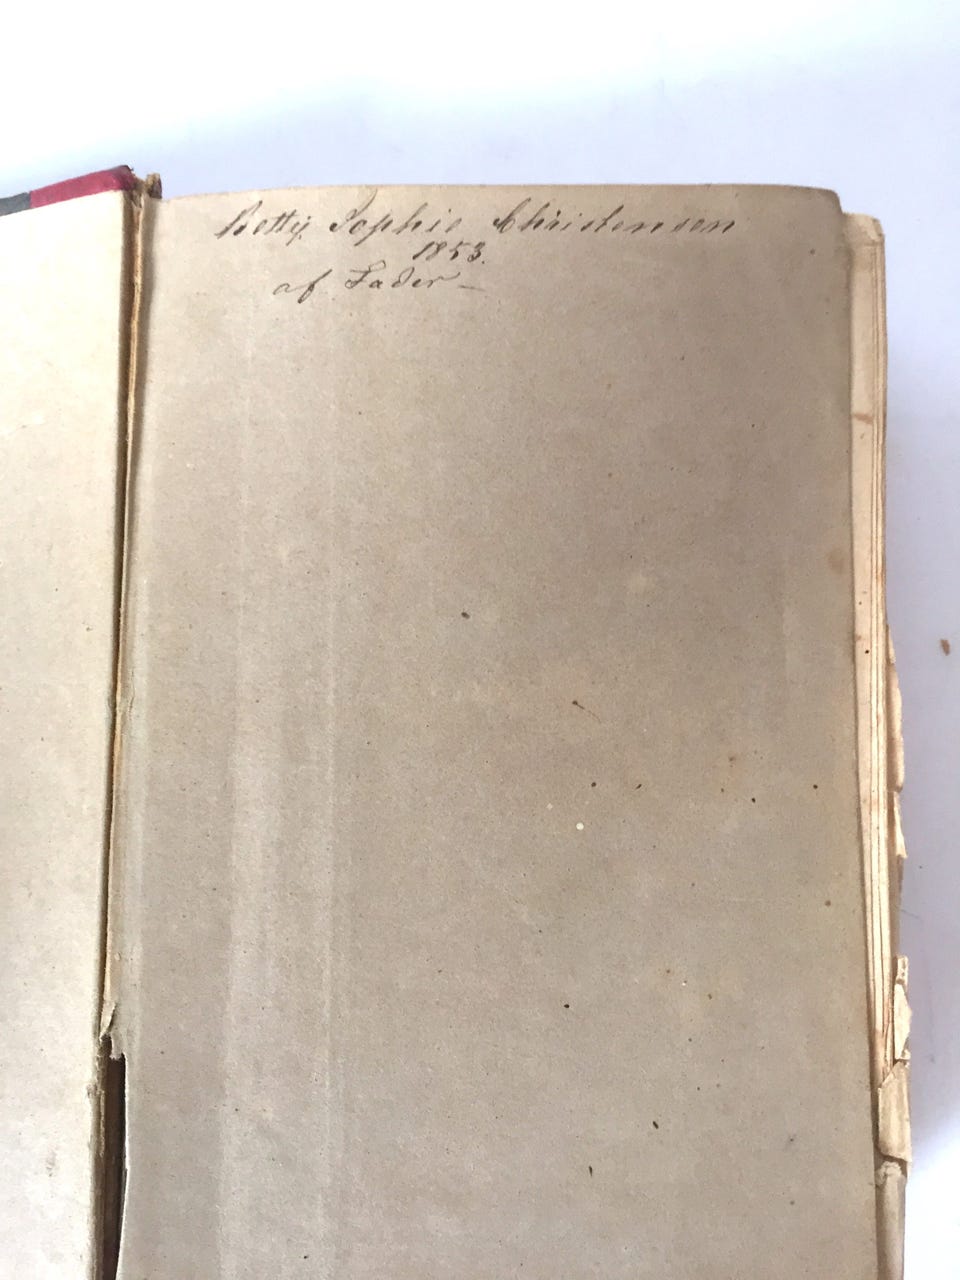 Betty Sophie Christensen
1853.
af Fader